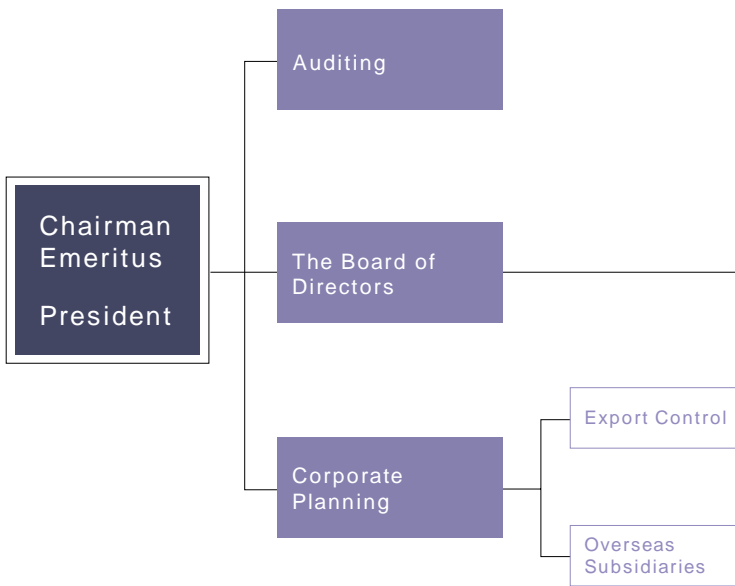 Auditing
Chairman
Emeritus
President
The Board of
Directors
Export Control
Corporate
Planning
Overseas
Subsidiaries